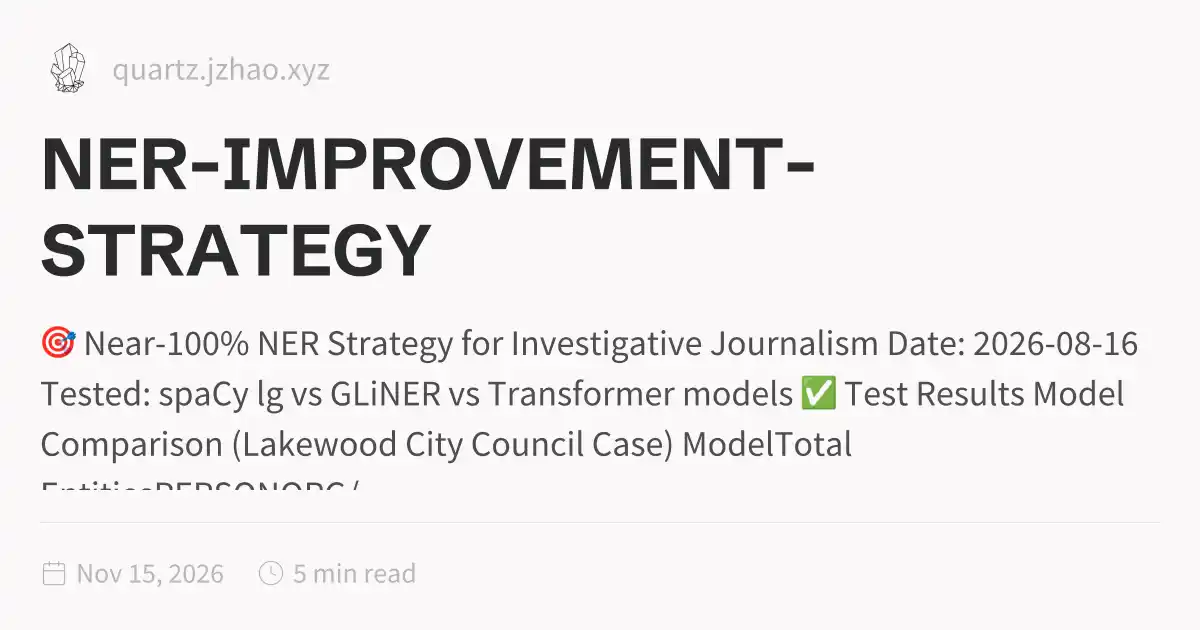 quartz.jzhao.xyz
NER-IMPROVEMENT-
STRATEGY
🎯 Near-100% NER Strategy for Investigative Journalism Date: 2026-08-16
Tested: spaCy lg vs GLiNER vs Transformer models ✅ Test Results Model
Comparison (Lakewood City Council Case) ModelTotal
Nov 15, 2026
5 min read